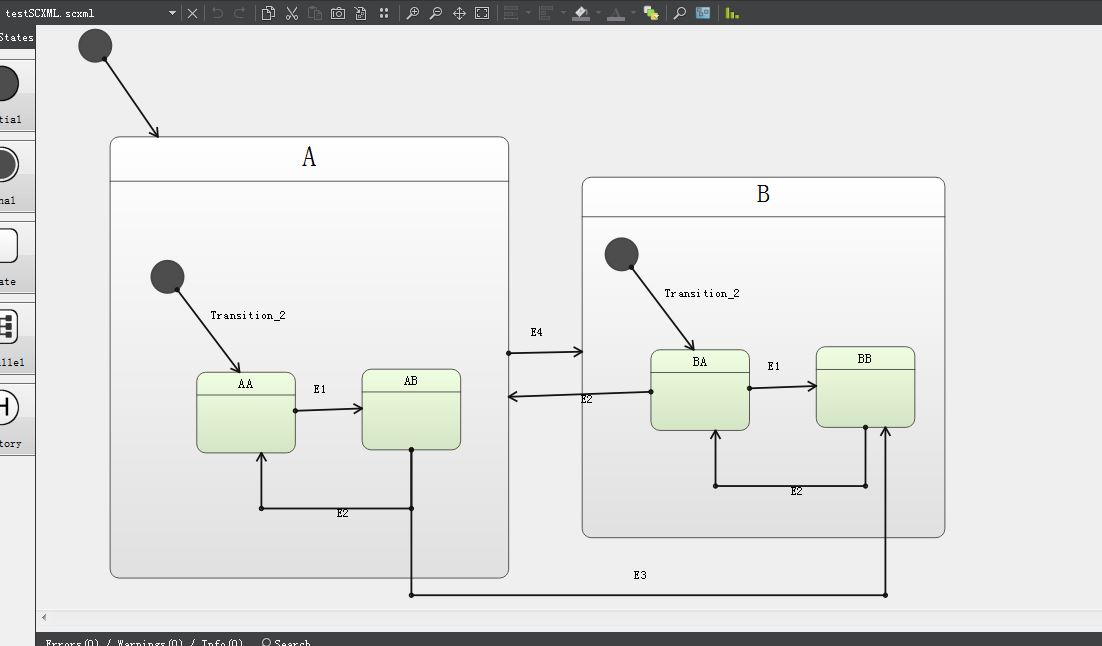 testSCXML.scxml
States
tial
nal
ate
llel
tory
A
B
Transition_2
Transition_2
E4
AA
E1
AB
BA
E1
BB
E2
E2
E2
E3
Errors(0) / Warnings(0) / Info(0)
Search